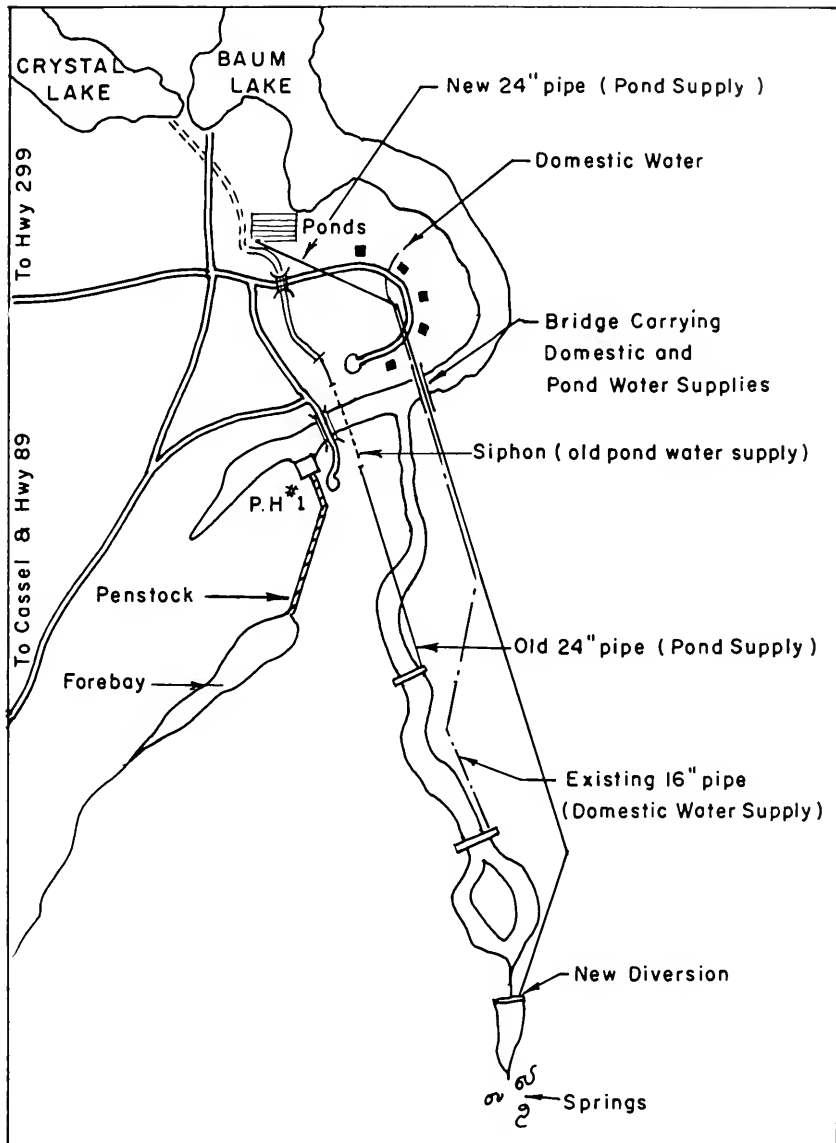 CRYSTAL
LAKE
BAUM
LAKE
New 24" pipe ( Pond Supply )
Domestic Water
To Hwy 299
Ponds
Bridge Carrying
Domestic and
Pond Water Supplies
Siphon ( old pond water supply)
P.H #1
To Cassel & Hwy 89
Penstock
Old 24" pipe ( Pond Supply )
Forebay
Existing 16" pipe
(Domestic Water Supply )
New Diversion
Springs